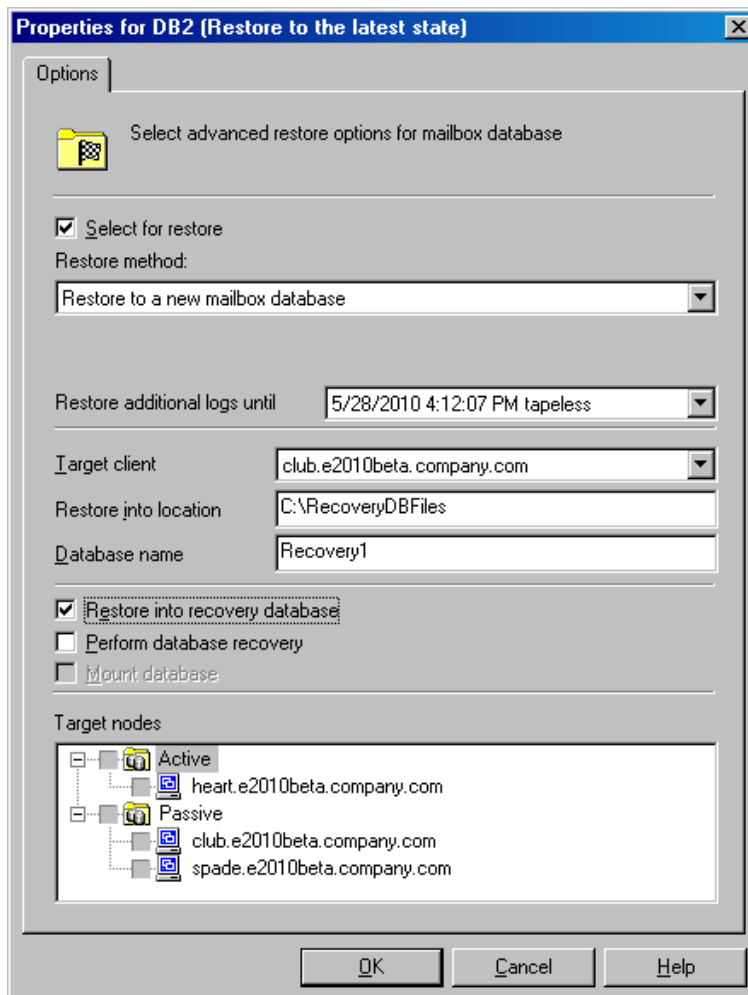 Properties for DB2 (Restore to the latest state)
Options
Select advanced restore options for mailbox database
Select for restore
Restore method:
Restore to a new mailbox database
Restore additional logs until 5/28/2010 4:12:07 PM tapeless
Target client club.e2010beta.company.com
Restore into location C:\RecoveryDBFiles
Database name Recovery1
Restore into recovery database
Perform database recovery
Mount database
Target nodes
Active
heart.e2010beta.company.com
Passive
club.e2010beta.company.com
spade.e2010beta.company.com
OK Cancel Help